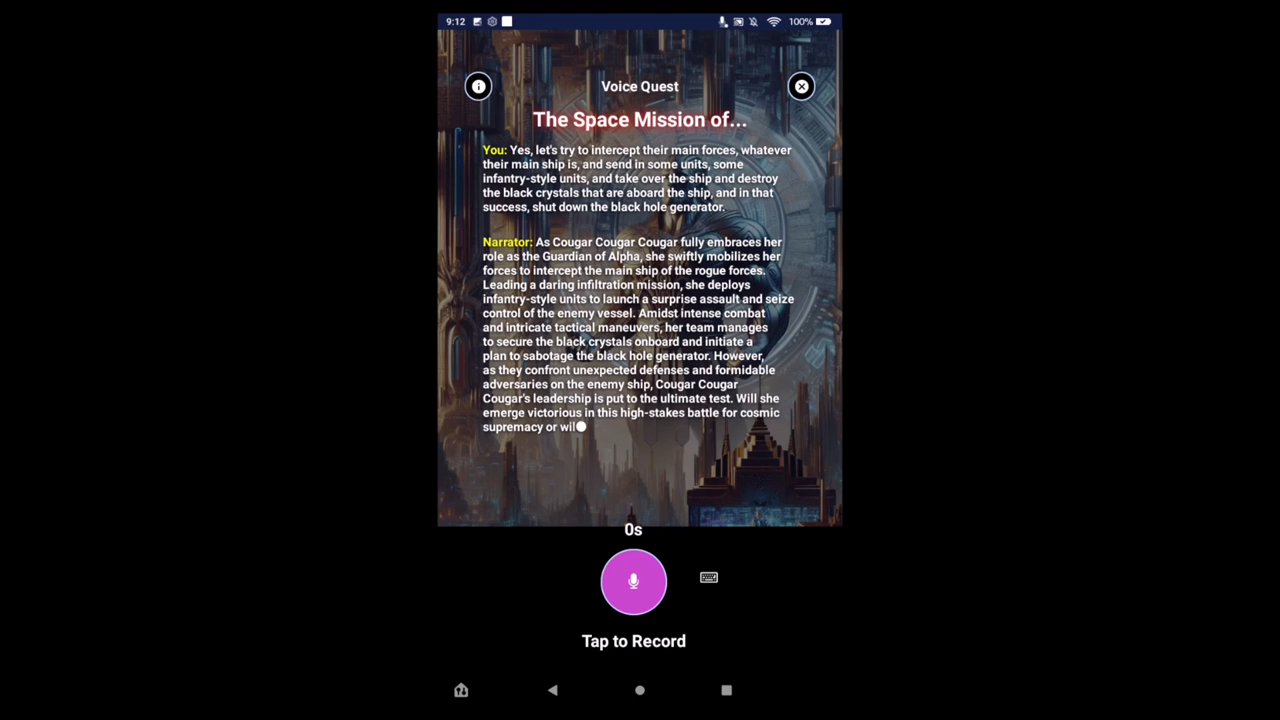 9:12
100%
Voice Quest
The Space Mission of...
You: Yes, let's try to intercept their main forces, whatever
their main ship is, and send in some units, some
infantry-style units, and take over the ship and destroy
the black crystals that are aboard the ship, and in that
success, shut down the black hole generator.
Narrator: As Cougar Cougar Cougar fully embraces her
role as the Guardian of Alpha, she swiftly mobilizes her
forces to intercept the main ship of the rogue forces.
Leading a daring infiltration mission, she deploys
infantry-style units to launch a surprise assault and seize
control of the enemy vessel. Amidst intense combat
and intricate tactical maneuvers, her team manages
to secure the black crystals onboard and initiate a
plan to sabotage the black hole generator. However,
as they confront unexpected defenses and formidable
adversaries on the enemy ship, Cougar Cougar
Cougar's leadership is put to the ultimate test. Will she
emerge victorious in this high-stakes battle for cosmic
supremacy or wil
0s
Tap to Record